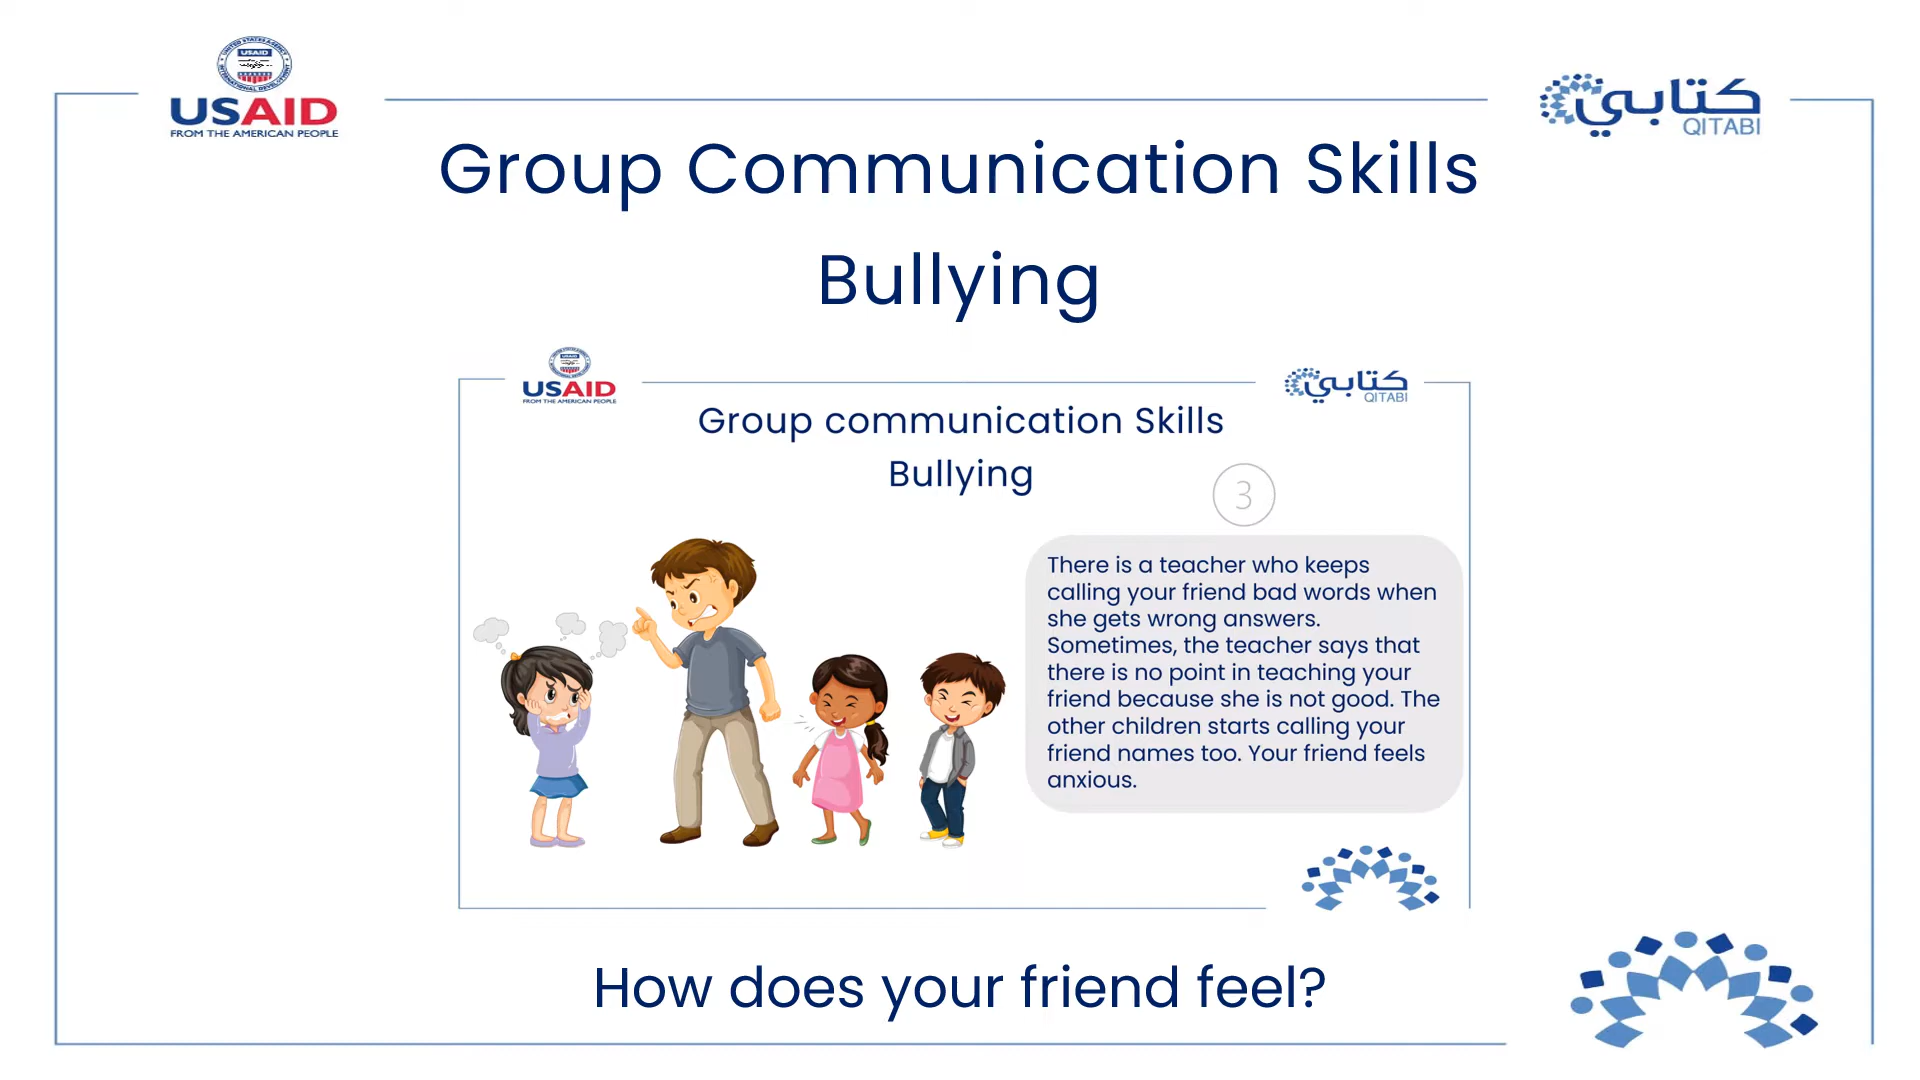 USAID
FROM THE AMERICAN PEOPLE
كتابي
QITABI
Group Communication Skills
Bullying
USAID
FROM THE AMERICAN PEOPLE
كتابي
QITABI
Group communication Skills
Bullying
3
There is a teacher who keeps
calling your friend bad words when
she gets wrong answers.
Sometimes, the teacher says that
there is no point in teaching your
friend because she is not good. The
other children starts calling your
friend names too. Your friend feels
anxious.
How does your friend feel?